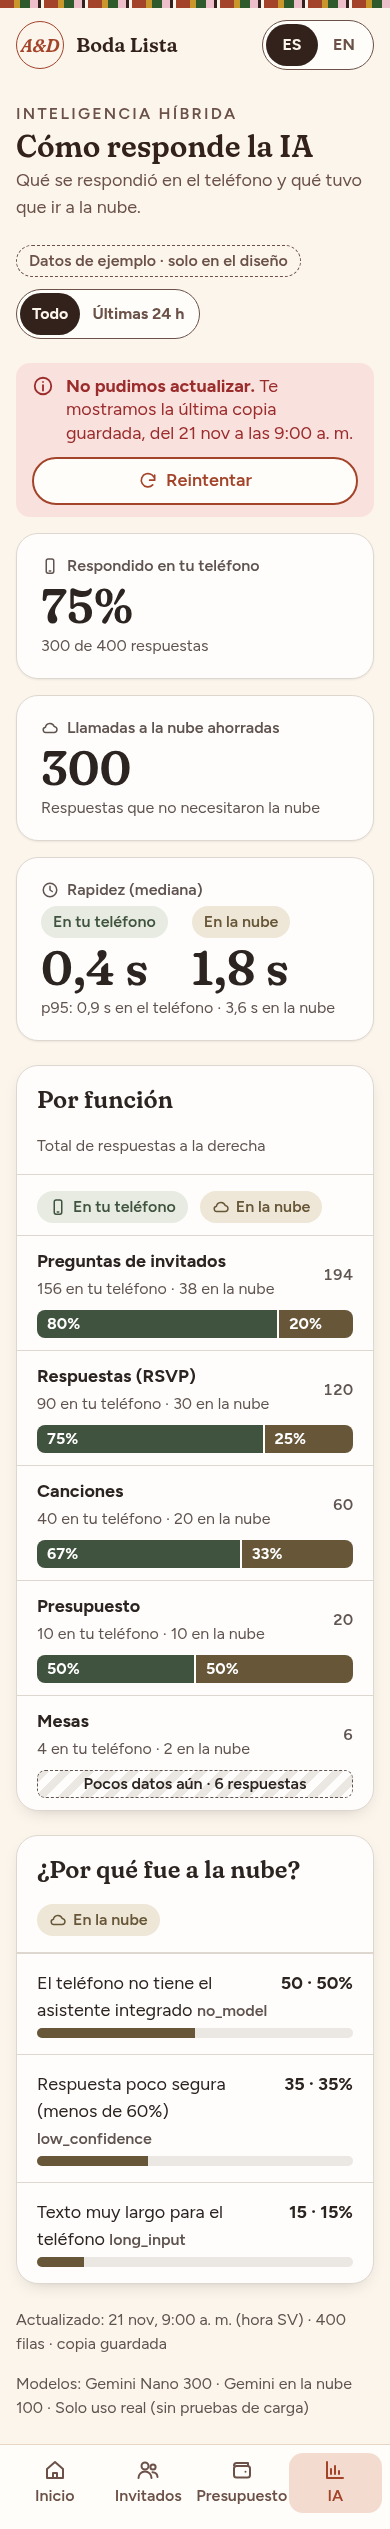 A&D Boda Lista ES EN
INTELIGENCIA HÍBRIDA
Cómo responde la IA
Qué se respondió en el teléfono y qué tuvo
que ir a la nube.
Datos de ejemplo · solo en el diseño
Todo Últimas 24 h
No pudimos actualizar. Te
mostramos la última copia
guardada, del 21 nov a las 9:00 a. m.
Reintentar
Respondido en tu teléfono
75%
300 de 400 respuestas
Llamadas a la nube ahorradas
300
Respuestas que no necesitaron la nube
Rapidez (mediana)
En tu teléfono En la nube
0,4 s 1,8 s
p95: 0,9 s en el teléfono · 3,6 s en la nube
Por función
Total de respuestas a la derecha
En tu teléfono En la nube
Preguntas de invitados 194
156 en tu teléfono · 38 en la nube
80% 20%
Respuestas (RSVP) 120
90 en tu teléfono · 30 en la nube
75% 25%
Canciones 60
40 en tu teléfono · 20 en la nube
67% 33%
Presupuesto 20
10 en tu teléfono · 10 en la nube
50% 50%
Mesas 6
4 en tu teléfono · 2 en la nube
Pocos datos aún · 6 respuestas
¿Por qué fue a la nube?
En la nube
El teléfono no tiene el 50 · 50%
asistente integrado no_model
Respuesta poco segura 35 · 35%
(menos de 60%)
low_confidence
Texto muy largo para el 15 · 15%
teléfono long_input
Actualizado: 21 nov, 9:00 a. m. (hora SV) · 400
filas · copia guardada
Modelos: Gemini Nano 300 · Gemini en la nube
100 · Solo uso real (sin pruebas de carga)
Inicio Invitados Presupuesto IA